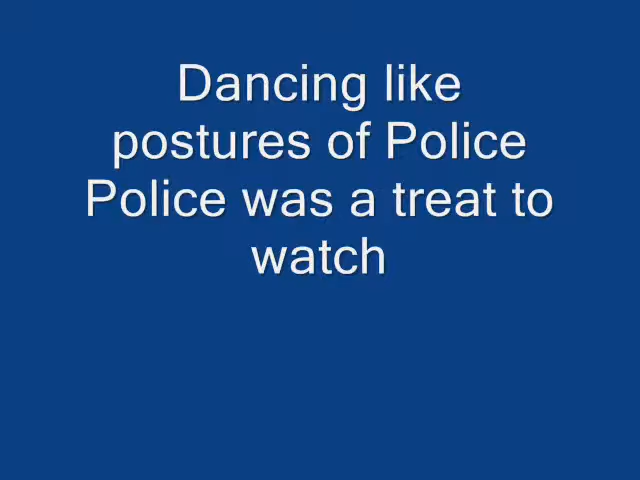 Dancing like
postures of Police
Police was a treat to
watch